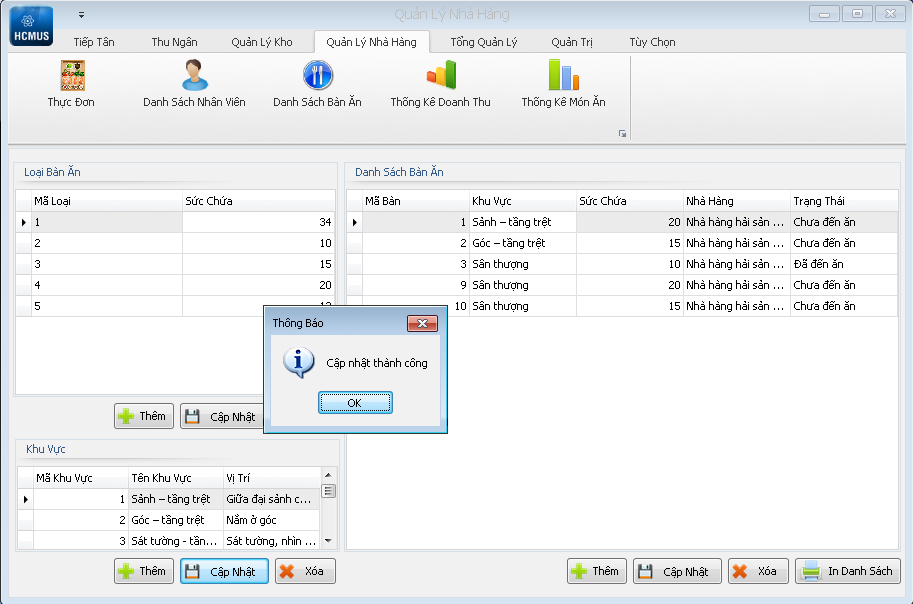 Quản Lý Nhà Hàng
HCMUS
Tiếp Tân Thu Ngân Quản Lý Kho Quản Lý Nhà Hàng Tổng Quản Lý Quản Trị Tùy Chọn
Thực Đơn Danh Sách Nhân Viên Danh Sách Bàn Ăn Thống Kê Doanh Thu Thống Kê Món Ăn
Loại Bàn Ăn
Mã Loại Sức Chứa
1 34
2 10
3 15
4 20
5
Thêm Cập Nhật
Danh Sách Bàn Ăn
Mã Bàn Khu Vực Sức Chứa Nhà Hàng Trạng Thái
1 Sảnh – tầng trệt 20 Nhà hàng hải sản ... Chưa đến ăn
2 Góc – tầng trệt 15 Nhà hàng hải sản ... Chưa đến ăn
3 Sân thượng 10 Nhà hàng hải sản ... Đã đến ăn
9 Sân thượng 20 Nhà hàng hải sản ... Chưa đến ăn
10 Sân thượng 15 Nhà hàng hải sản ... Chưa đến ăn
Thông Báo
Cập nhật thành công
OK
Khu Vực
Mã Khu Vực Tên Khu Vực Vị Trí
1 Sảnh – tầng trệt Giữa đại sảnh c...
2 Góc – tầng trệt Nằm ở góc
3 Sát tường - tần... Sát tường, nhìn ...
Thêm Cập Nhật Xóa
Thêm Cập Nhật Xóa In Danh Sách